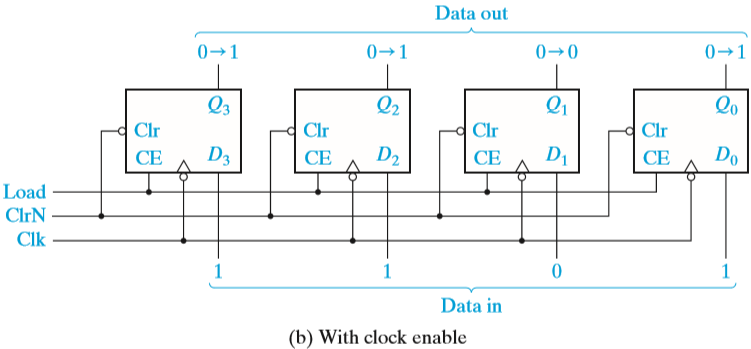 Data out
0→1 0→1 0→0 0→1
Q3 Q2 Q1 Q0
Clr Clr Clr Clr
CE D3 CE D2 CE D1 CE D0
Load
ClrN
Clk
1 1 0 1
Data in
(b) With clock enable